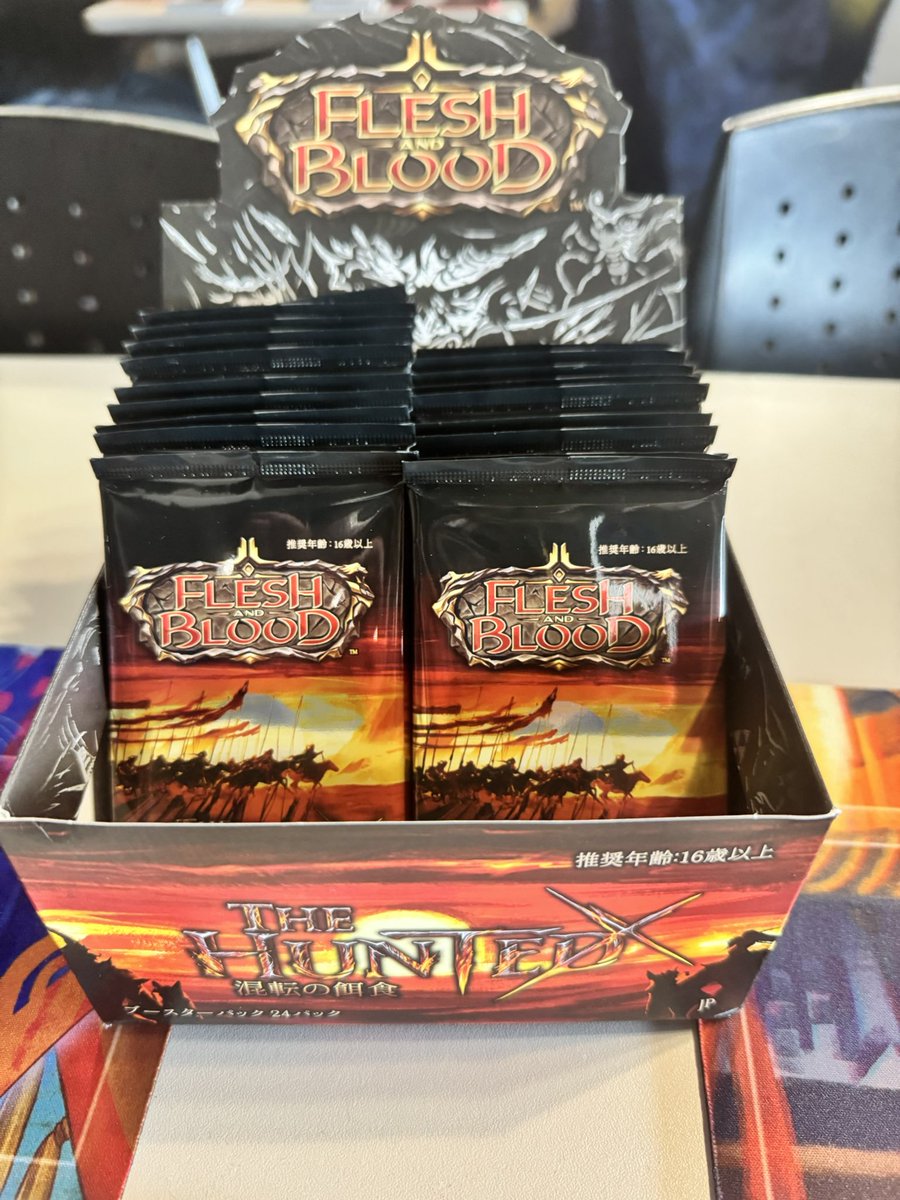 FLESH
AND
BLOOD
TM
推奨年齢:16歳以上
FLESH
AND
BLOOD
TM
推奨年齢:16歳以上
FLESH
AND
BLOOD
TM
推奨年齢:16歳以上
THE
HUNTED
混転の餌食
ブースターパック 24パック
JP